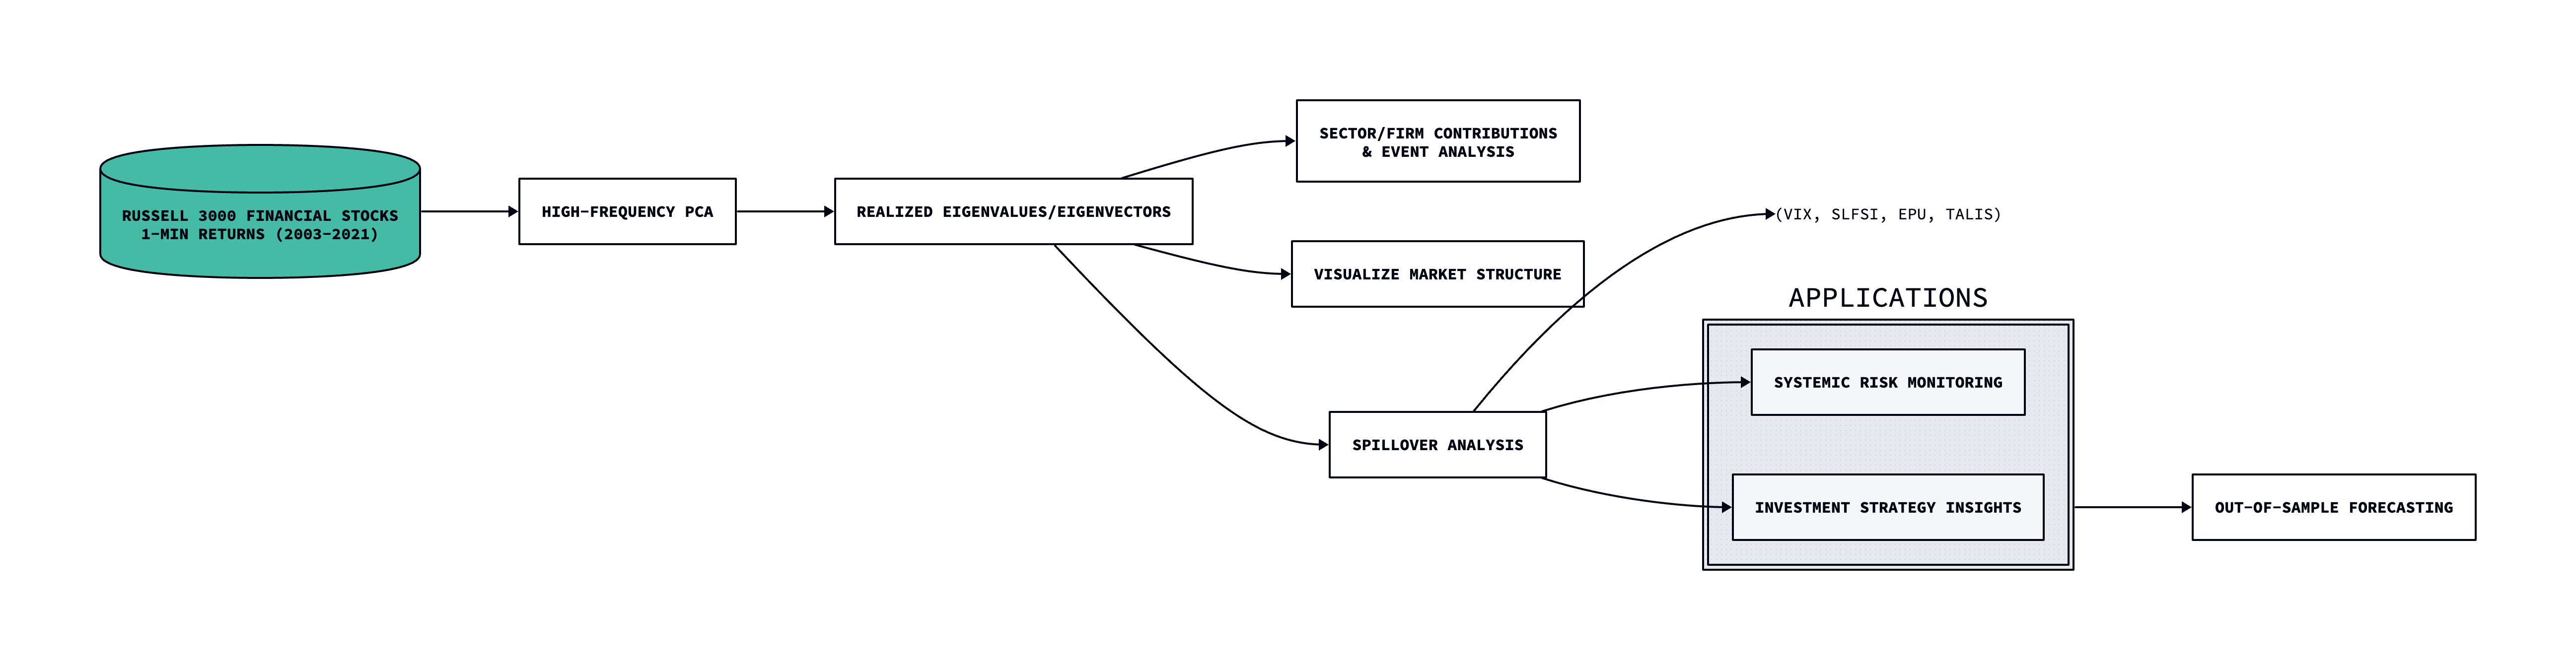 RUSSELL 3000 FINANCIAL STOCKS
1-MIN RETURNS (2003-2021)
HIGH-FREQUENCY PCA
REALIZED EIGENVALUES/EIGENVECTORS
SECTOR/FIRM CONTRIBUTIONS
& EVENT ANALYSIS
VISUALIZE MARKET STRUCTURE
SPILLOVER ANALYSIS
(VIX, SLFSI, EPU, TALIS)
APPLICATIONS
SYSTEMIC RISK MONITORING
INVESTMENT STRATEGY INSIGHTS
OUT-OF-SAMPLE FORECASTING